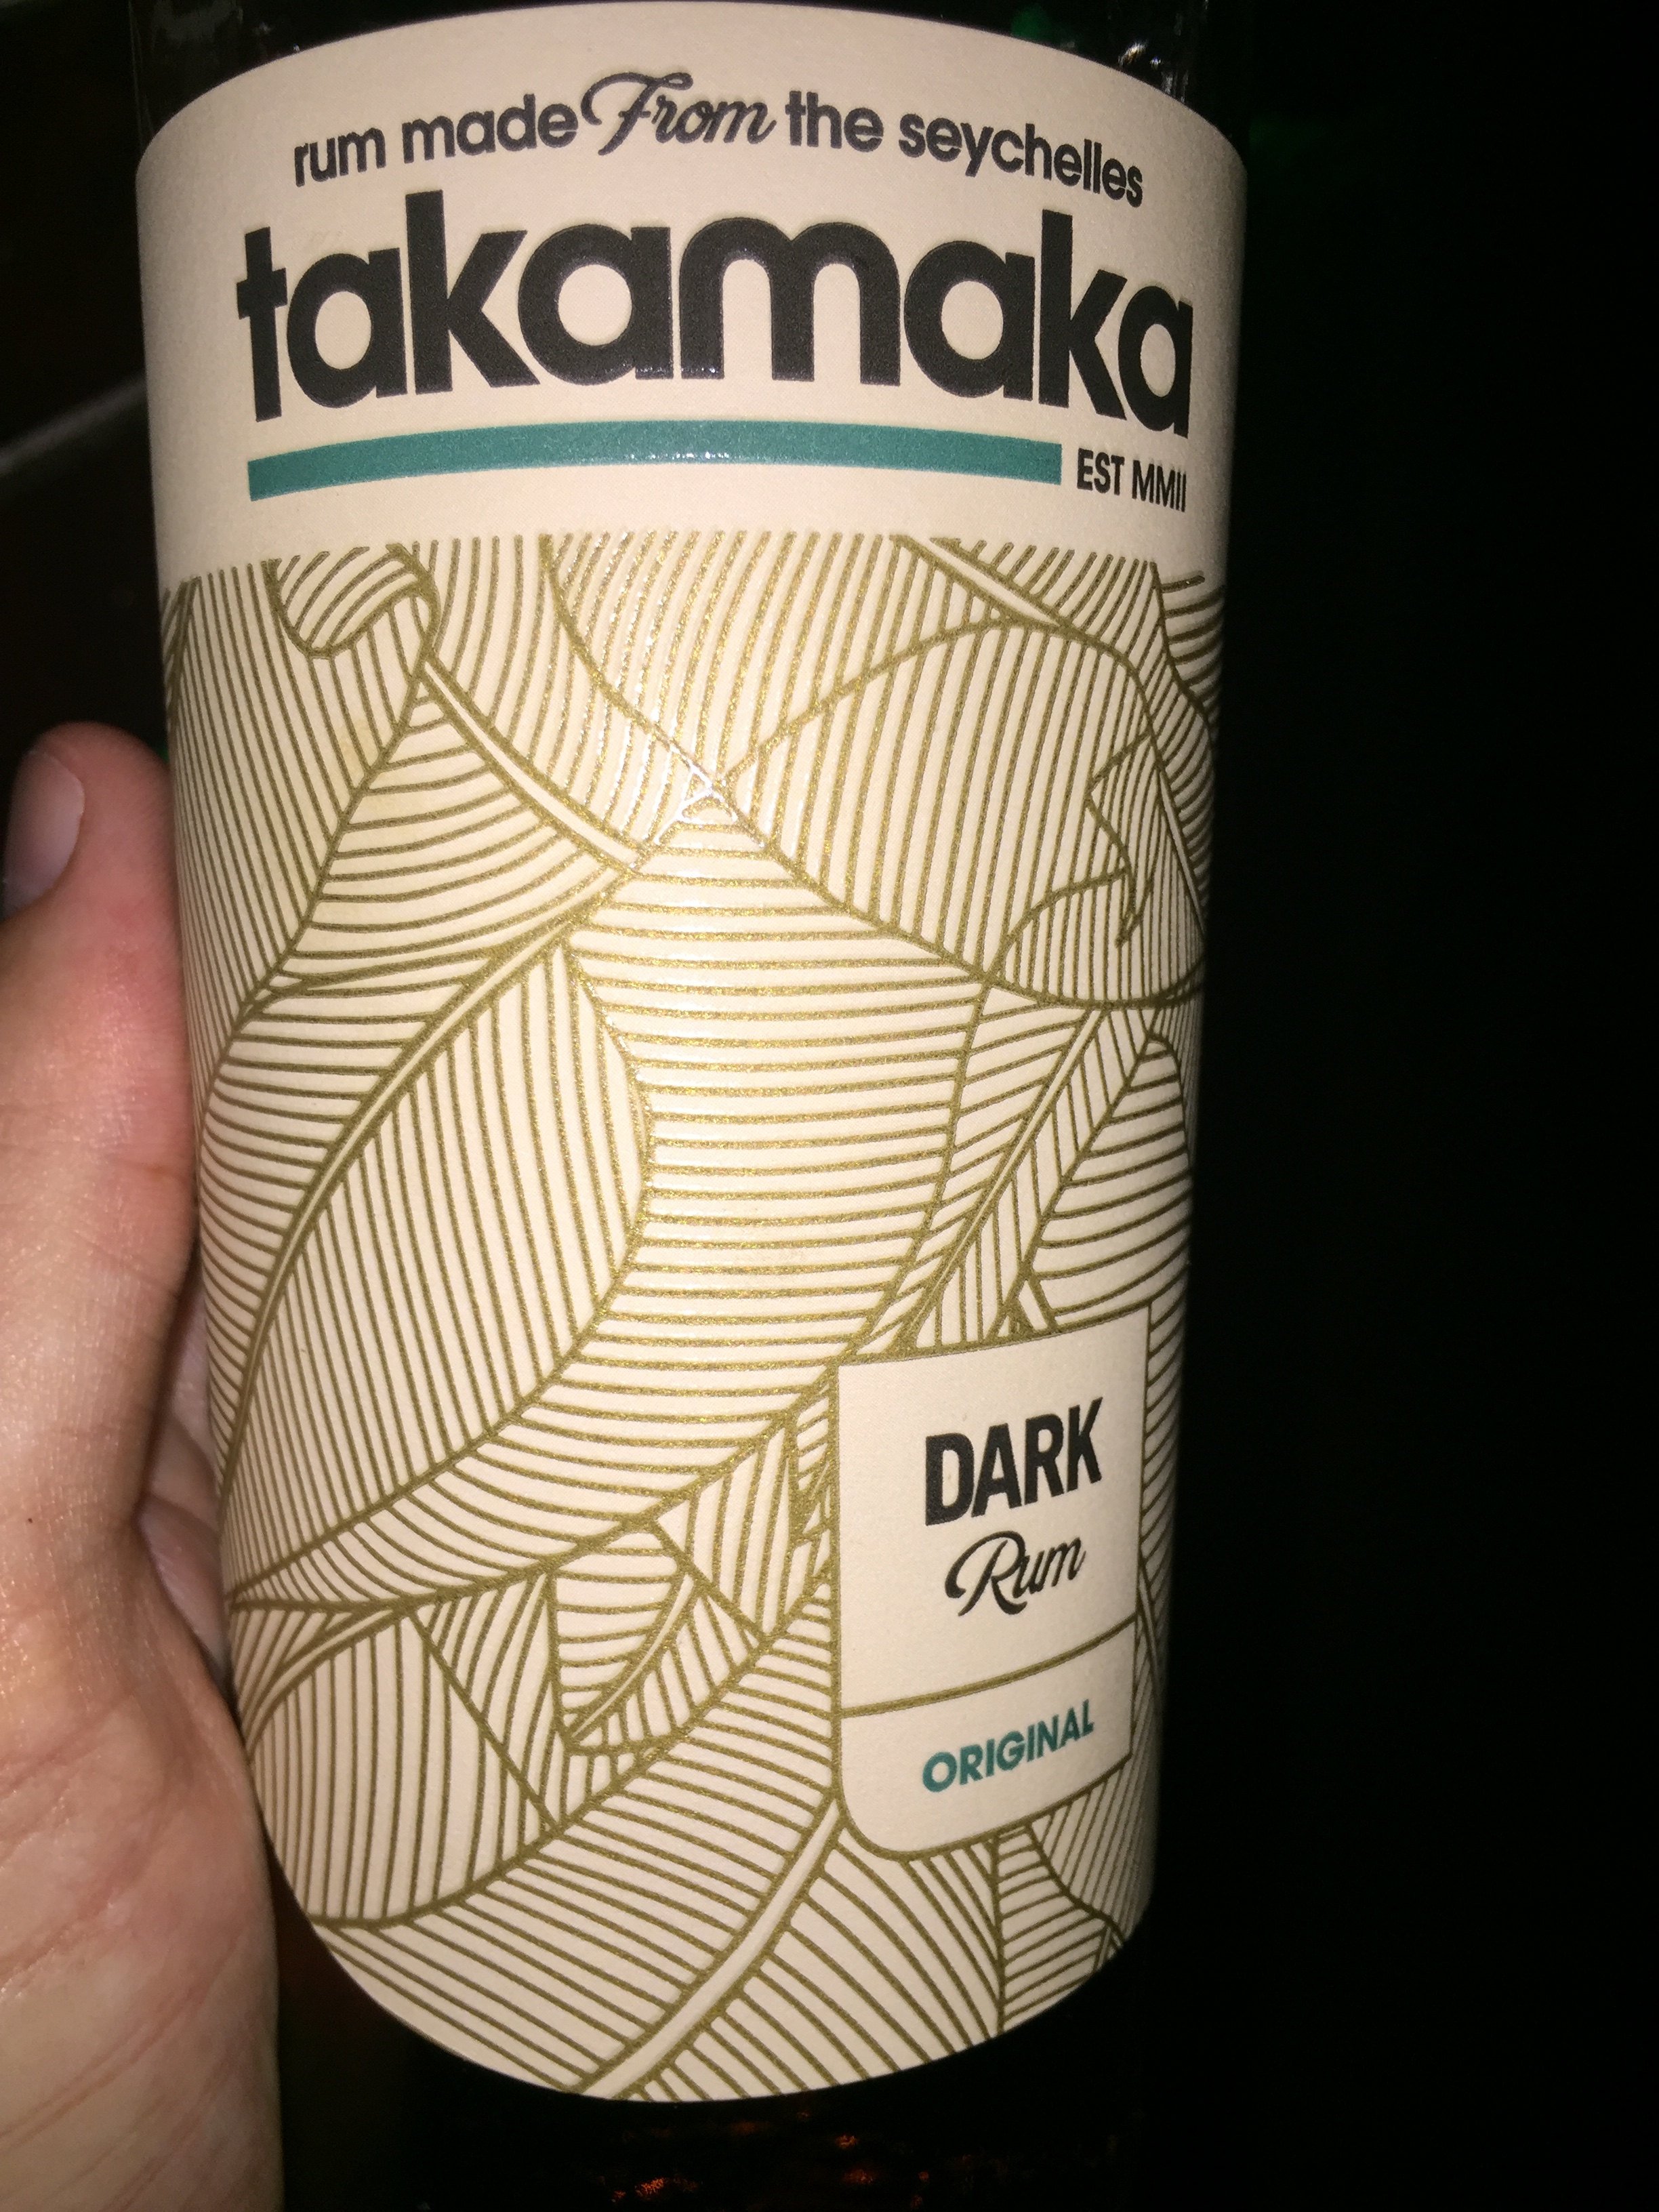 rum made From the seychelles
takamaka
EST MMII
DARK
Rum
ORIGINAL